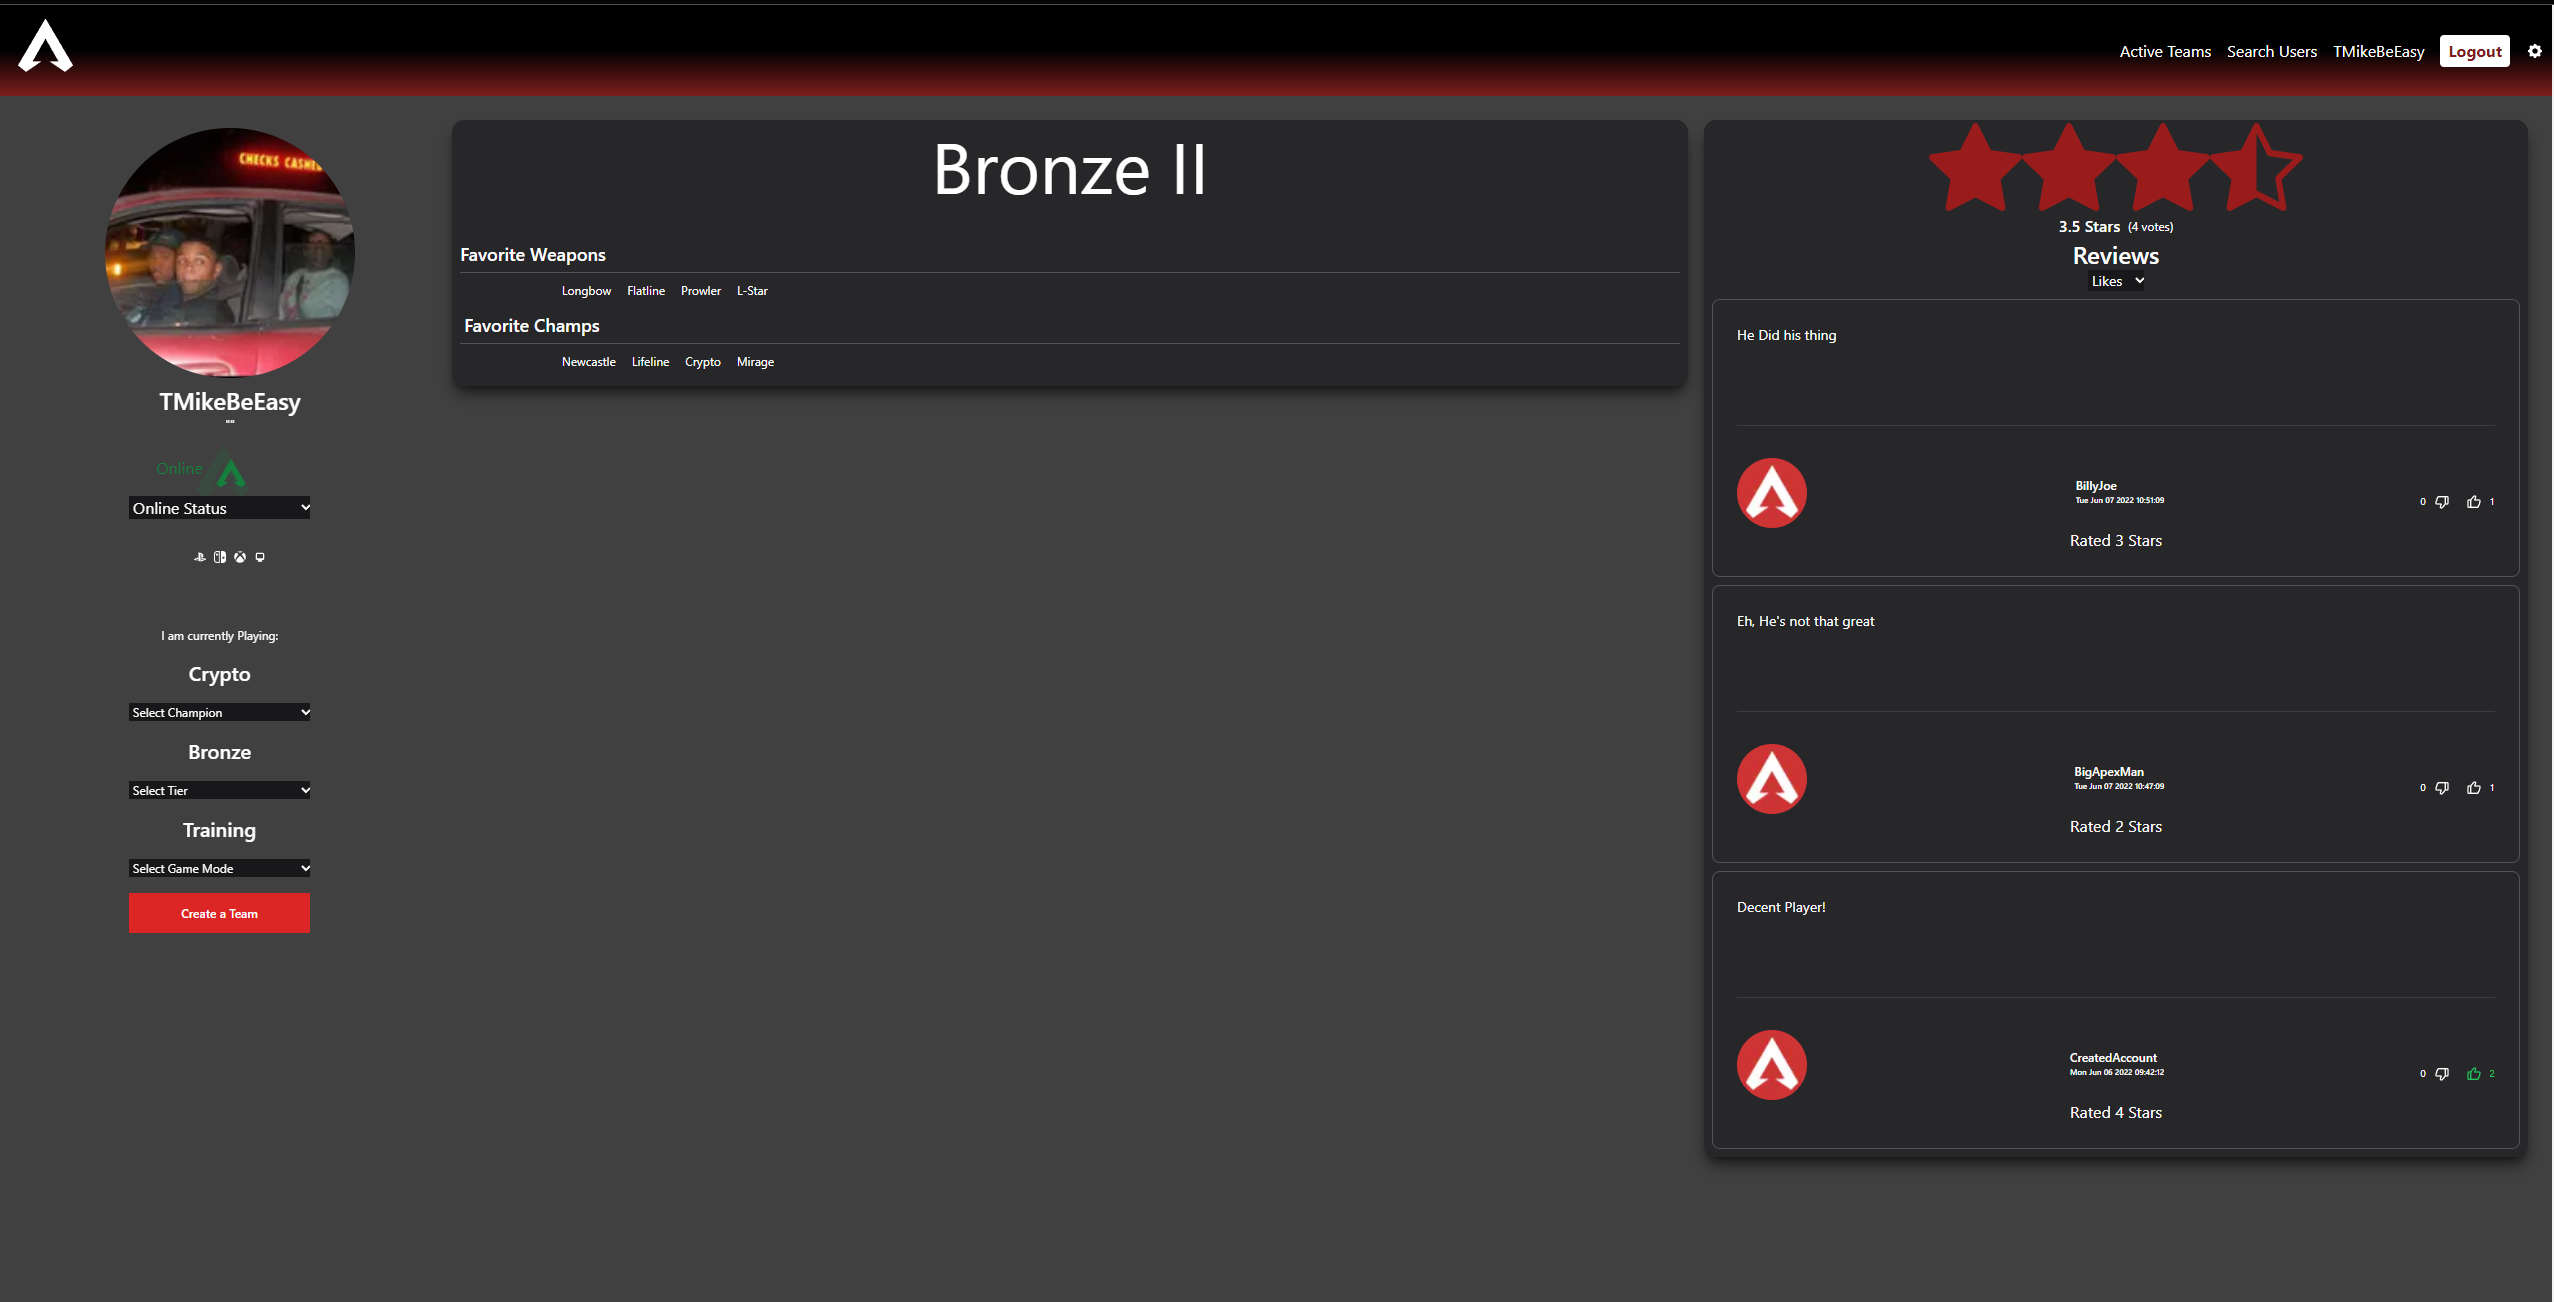 Active Teams Search Users TMikeBeEasy Logout
CHECKS CASHED
TMikeBeEasy
""
Online
Online Status
I am currently Playing:
Crypto
Select Champion
Bronze
Select Tier
Training
Select Game Mode
Create a Team
Bronze II
Favorite Weapons
Longbow Flatline Prowler L-Star
Favorite Champs
Newcastle Lifeline Crypto Mirage
3.5 Stars (4 votes)
Reviews
Likes
He Did his thing
BillyJoe
Tue Jun 07 2022 10:51:09
0 1
Rated 3 Stars
Eh, He's not that great
BigApexMan
Tue Jun 07 2022 10:47:09
0 1
Rated 2 Stars
Decent Player!
CreatedAccount
Mon Jun 06 2022 09:42:12
0 2
Rated 4 Stars